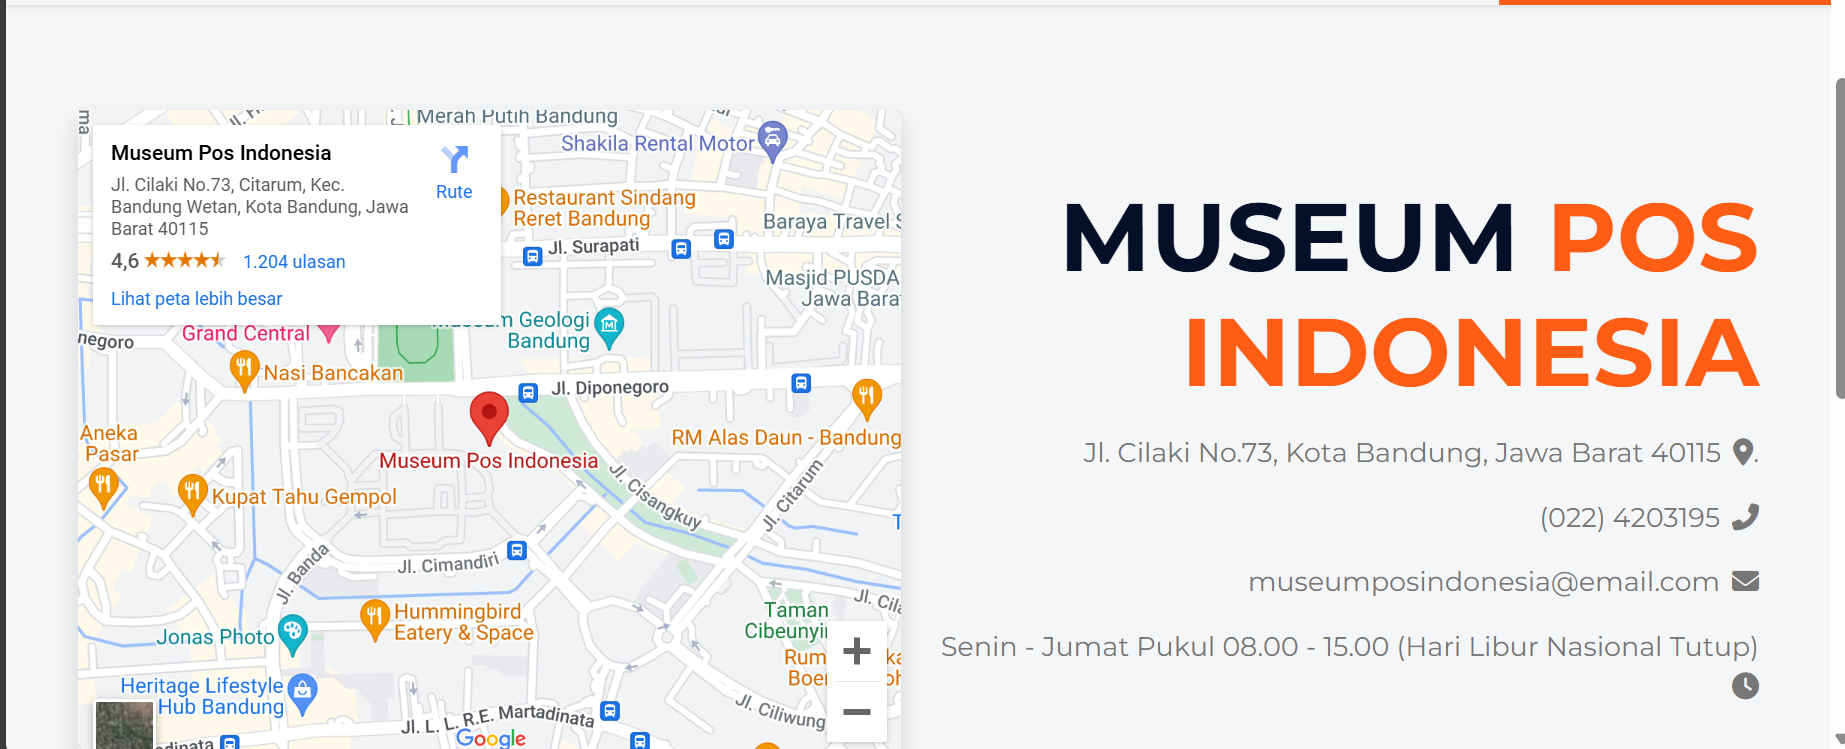 Museum Pos Indonesia
Jl. Cilaki No.73, Citarum, Kec.
Bandung Wetan, Kota Bandung, Jawa
Barat 40115
4,6
1.204 ulasan
Lihat peta lebih besar
Rute
Merah Putih Bandung
Shakila Rental Motor
Restaurant Sindang
Reret Bandung
Baraya Travel
Jl. Surapati
Masjid PUSDA
Jawa Bara
Geologi
Bandung
Grand Central
negoro
Nasi Bancakan
Jl. Diponegoro
Aneka
Pasar
RM Alas Daun - Bandung
Museum Pos Indonesia
Kupat Tahu Gempol
Jl. Cisangkuy
Jl. Citarum
Jl. Banda
Jl. Cimandiri
Hummingbird
Eatery & Space
Jonas Photo
Taman
Cibeunyi
Jl. Cila
Rum
Boe
Heritage Lifestyle
Hub Bandung
Jl. Ciliwung
Jl. L. L. R.E. Martadinata
dinata
Google
+
−
MUSEUM POS
INDONESIA
Jl. Cilaki No.73, Kota Bandung, Jawa Barat 40115 .
(022) 4203195
museumposindonesia@email.com
Senin - Jumat Pukul 08.00 - 15.00 (Hari Libur Nasional Tutup)